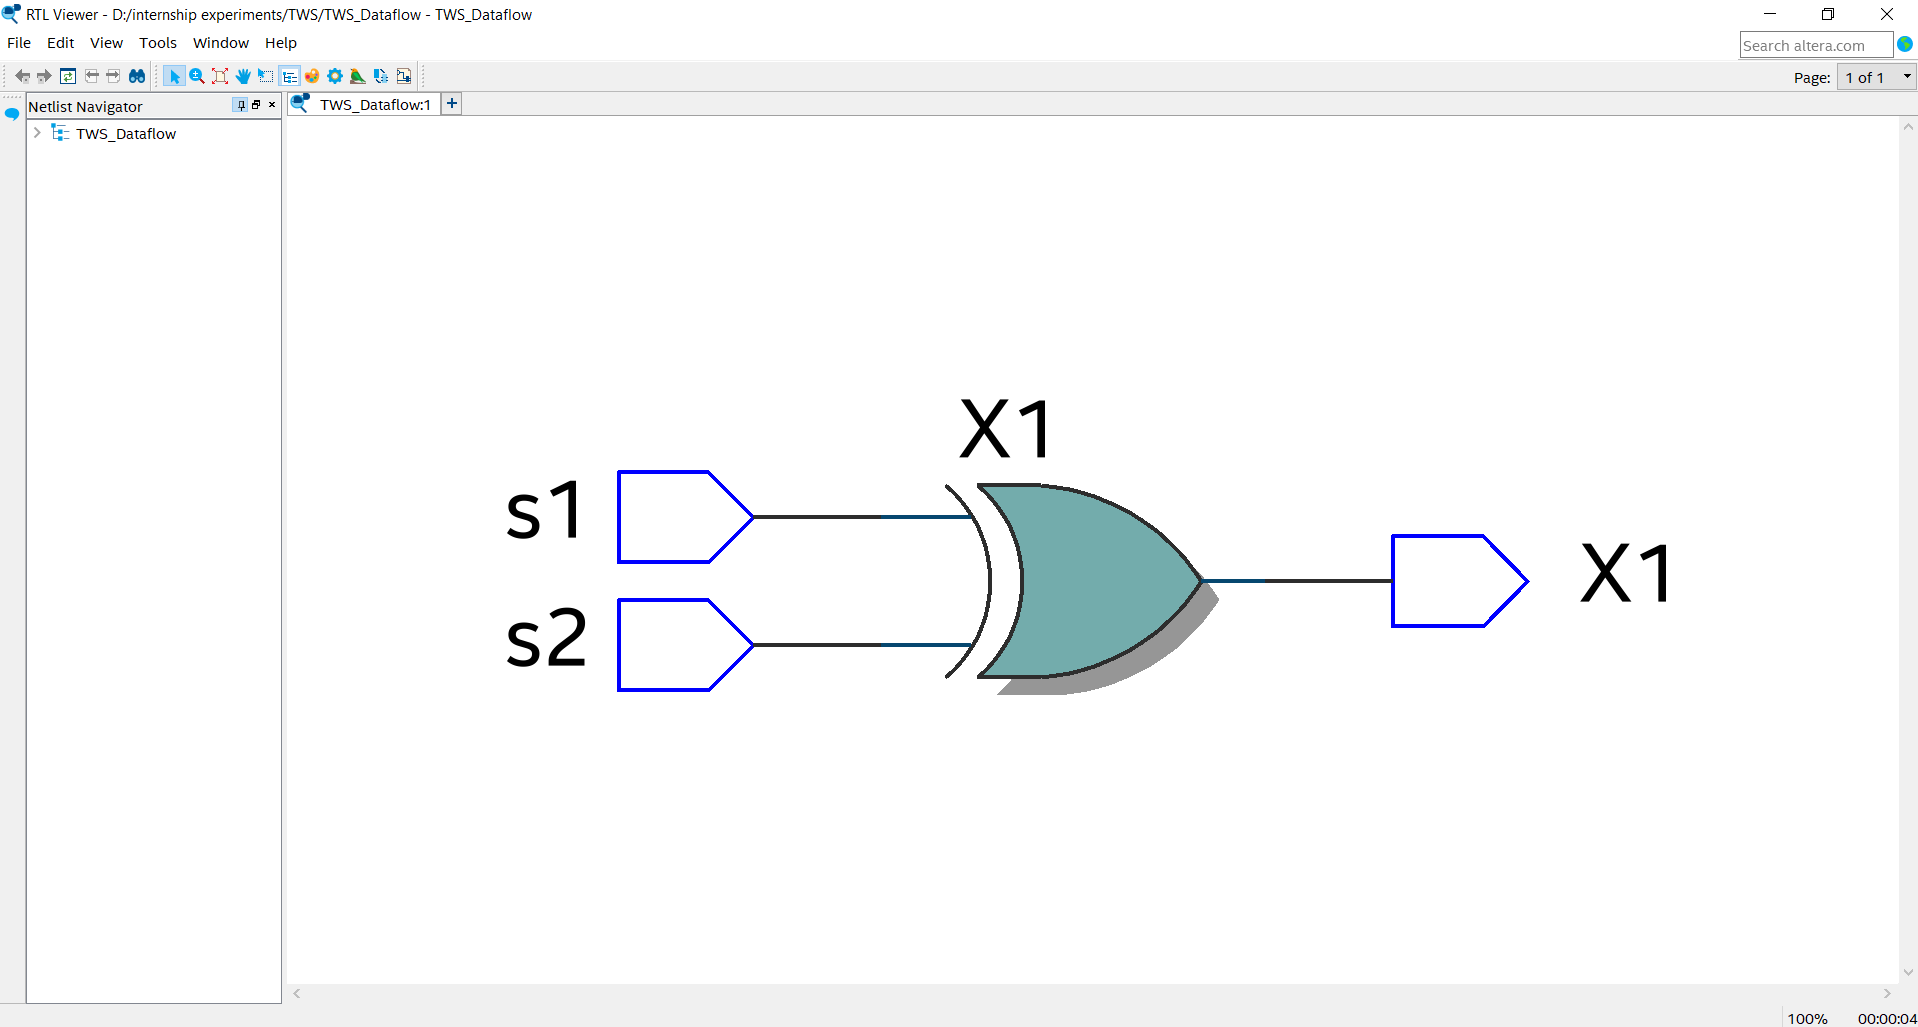 RTL Viewer - D:/internship experiments/TWS/TWS_Dataflow - TWS_Dataflow
File Edit View Tools Window Help
Search altera.com
Page: 1 of 1
Netlist Navigator
TWS_Dataflow:1
TWS_Dataflow
X1
s1
s2
X1
100% 00:00:04